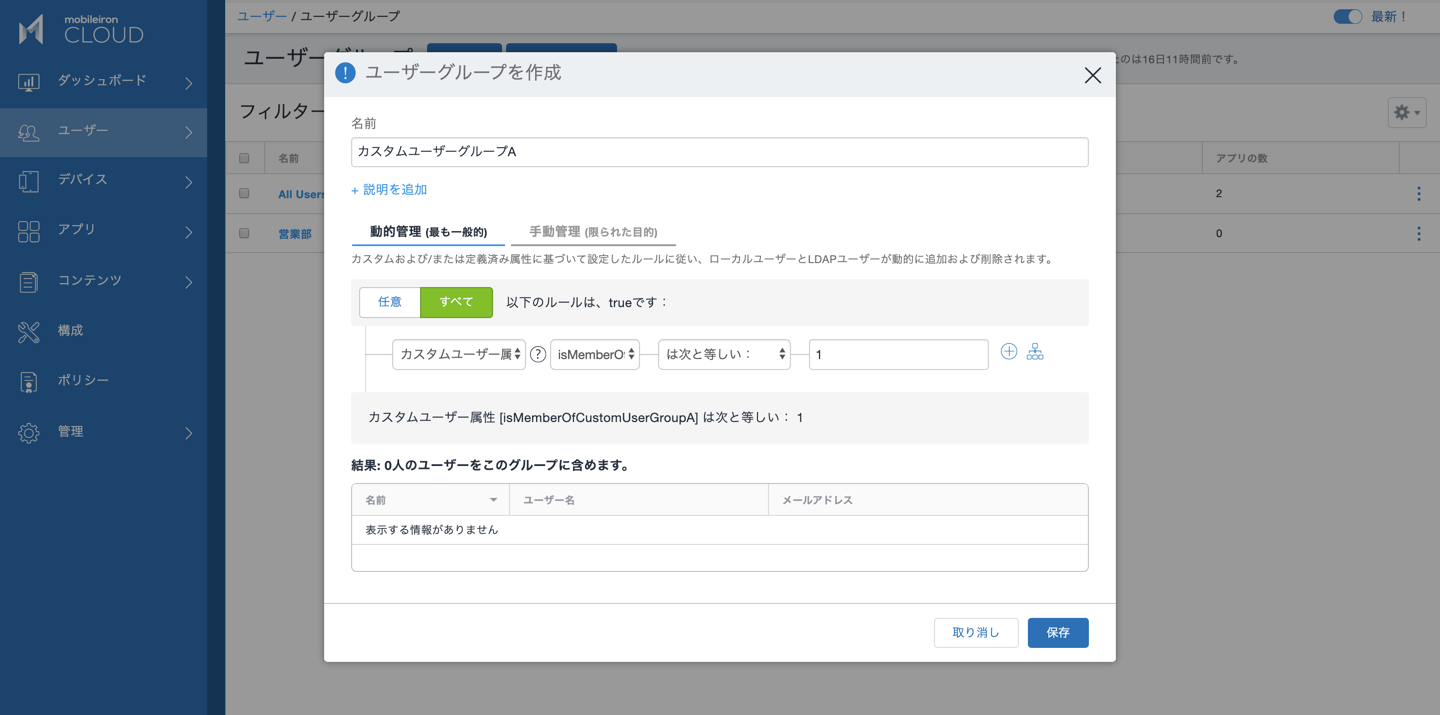 mobileiron
CLOUD
ダッシュボード
ユーザー
デバイス
アプリ
コンテンツ
構成
ポリシー
管理
ユーザー / ユーザーグループ
最新！
とのは16日11時間前です。
フィルター
名前
アプリの数
All Users
2
営業部
0
! ユーザーグループを作成
名前
カスタムユーザーグループA
+ 説明を追加
動的管理 (最も一般的)
手動管理 (限られた目的)
カスタムおよび/または定義済み属性に基づいて設定したルールに従い、ローカルユーザーとLDAPユーザーが動的に追加および削除されます。
任意
すべて
以下のルールは、trueです：
カスタムユーザー属
?
isMemberO
は次と等しい：
1
カスタムユーザー属性 [isMemberOfCustomUserGroupA] は次と等しい： 1
結果: 0人のユーザーをこのグループに含めます。
名前
ユーザー名
メールアドレス
表示する情報がありません
取り消し
保存